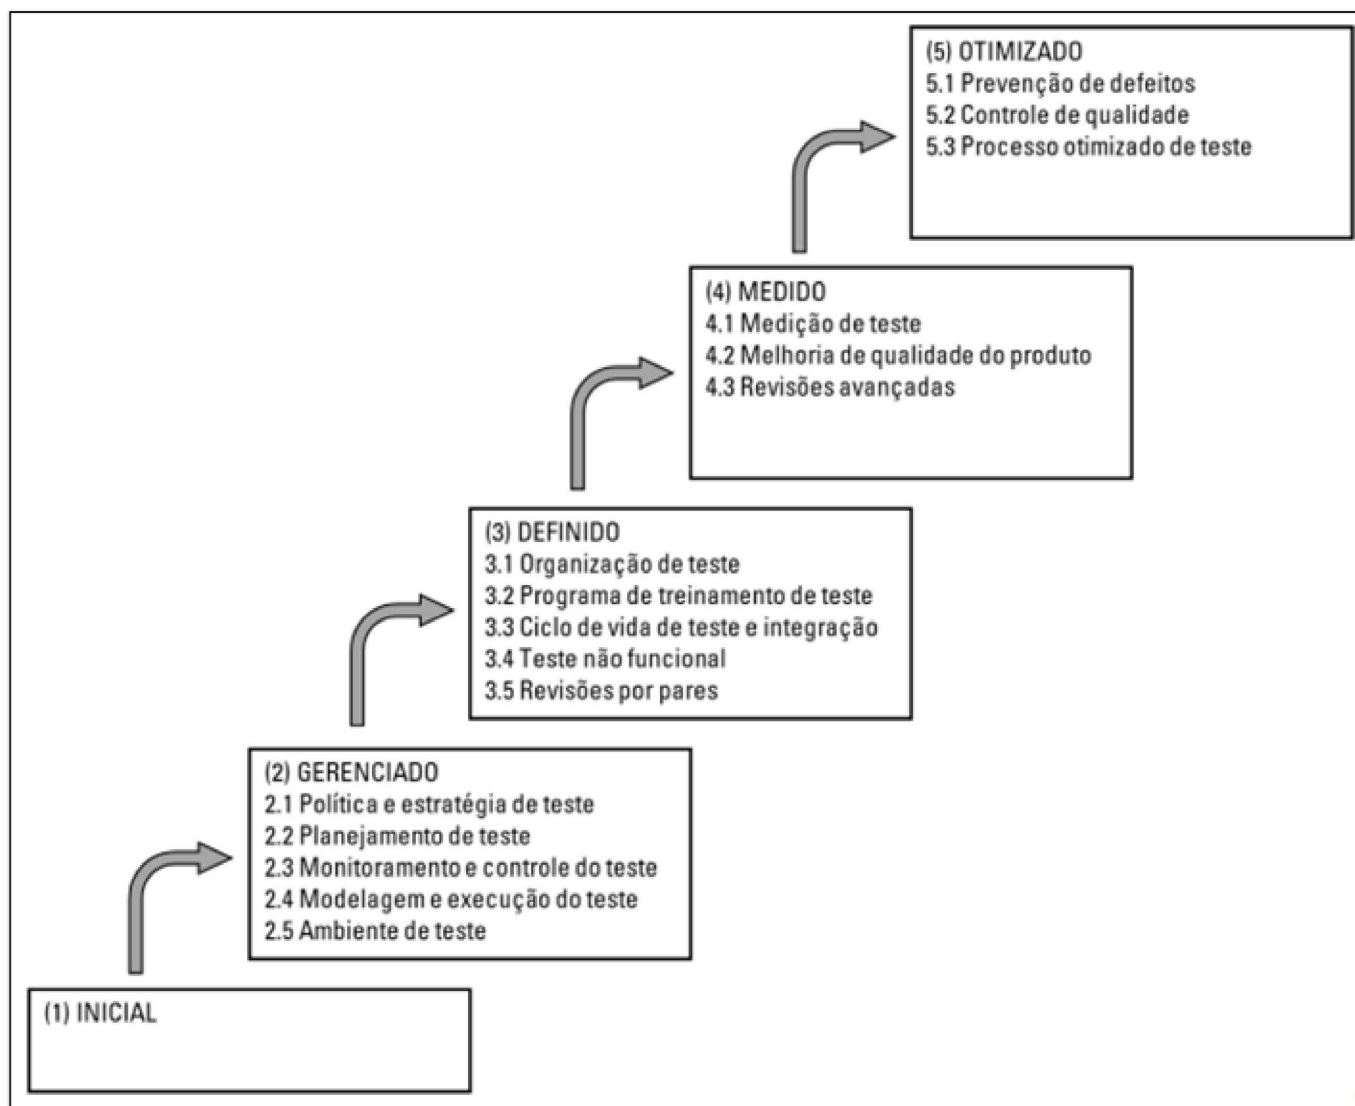 (5) OTIMIZADO
5.1 Prevenção de defeitos
5.2 Controle de qualidade
5.3 Processo otimizado de teste
(4) MEDIDO
4.1 Medição de teste
4.2 Melhoria de qualidade do produto
4.3 Revisões avançadas
(3) DEFINIDO
3.1 Organização de teste
3.2 Programa de treinamento de teste
3.3 Ciclo de vida de teste e integração
3.4 Teste não funcional
3.5 Revisões por pares
(2) GERENCIADO
2.1 Política e estratégia de teste
2.2 Planejamento de teste
2.3 Monitoramento e controle do teste
2.4 Modelagem e execução do teste
2.5 Ambiente de teste
(1) INICIAL